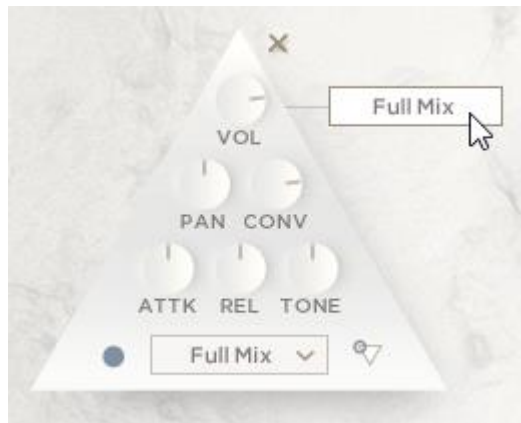 Full Mix
VOL
PAN CONV
ATTK REL TONE
Full Mix